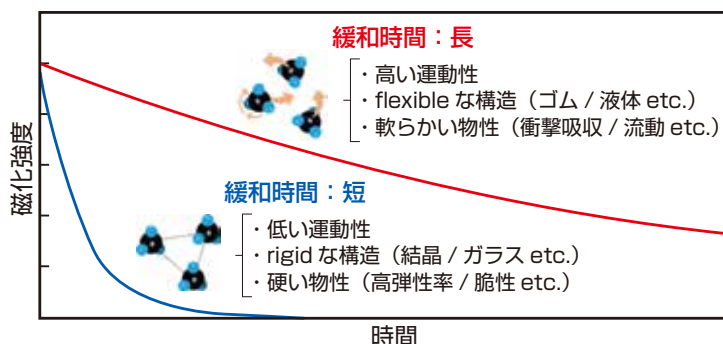 緩和時間：長
・高い運動性
・flexible な構造（ゴム / 液体 etc.）
・軟らかい物性（衝撃吸収 / 流動 etc.）
磁化強度
緩和時間：短
・低い運動性
・rigid な構造（結晶 / ガラス etc.）
・硬い物性（高弾性率 / 脆性 etc.）
時間